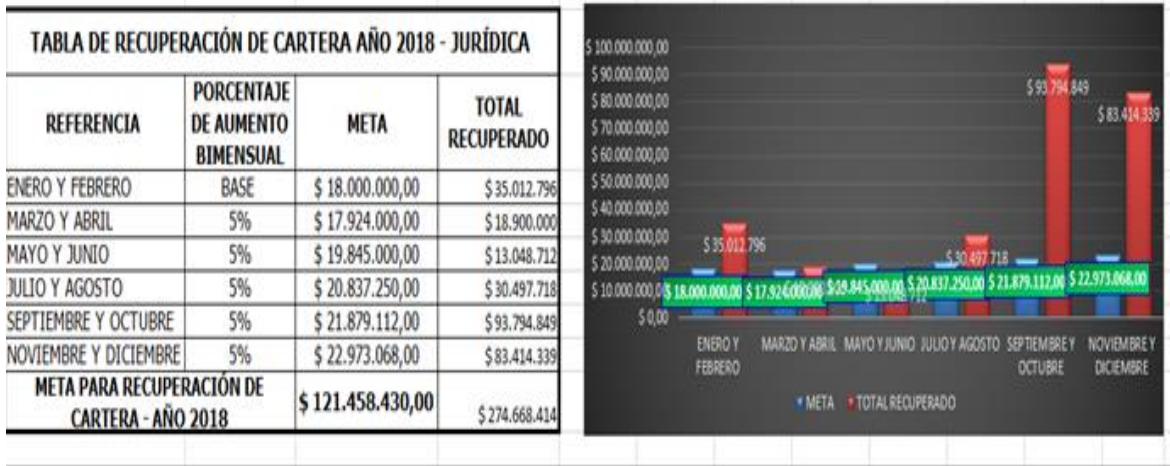 TABLA DE RECUPERACIÓN DE CARTERA AÑO 2018 - JURÍDICA
REFERENCIA PORCENTAJE DE AUMENTO BIMENSUAL META TOTAL RECUPERADO
ENERO Y FEBRERO BASE $ 18.000.000,00 $ 35.012.796
MARZO Y ABRIL 5% $ 17.924.000,00 $ 18.900.000
MAYO Y JUNIO 5% $ 19.845.000,00 $ 13.048.712
JULIO Y AGOSTO 5% $ 20.837.250,00 $ 30.497.718
SEPTIEMBRE Y OCTUBRE 5% $ 21.879.112,00 $ 93.794.849
NOVIEMBRE Y DICIEMBRE 5% $ 22.973.068,00 $ 83.414.339
META PARA RECUPERACIÓN DE CARTERA - AÑO 2018 $ 121.458.430,00 $ 274.668.414
$ 100.000.000,00
$ 90.000.000,00
$ 80.000.000,00
$ 70.000.000,00
$ 60.000.000,00
$ 50.000.000,00
$ 40.000.000,00
$ 30.000.000,00
$ 20.000.000,00
$ 10.000.000,00
$ 0,00
$ 93.794.849
$ 83.414.339
$ 35.012.796
$ 30.497.718
$ 18.000.000,00 $ 19.845.000,00 $ 20.837.250,00 $ 21.879.112,00 $ 22.973.068,00
ENERO Y FEBRERO
MARZO Y ABRIL
MAYO Y JUNIO
JULIO Y AGOSTO
SEPTIEMBRE Y OCTUBRE
NOVIEMBRE Y DICIEMBRE
META TOTAL RECUPERADO